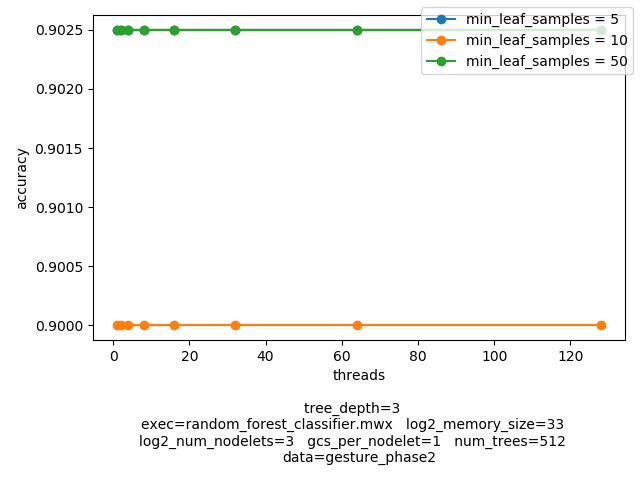 min_leaf_samples = 5
min_leaf_samples = 10
min_leaf_samples = 50
0.9025
0.9020
0.9015
0.9010
0.9005
0.9000
accuracy
0 20 40 60 80 100 120
threads
tree_depth=3
exec=random_forest_classifier.mwx log2_memory_size=33
log2_num_nodelets=3 gcs_per_nodelet=1 num_trees=512
data=gesture_phase2